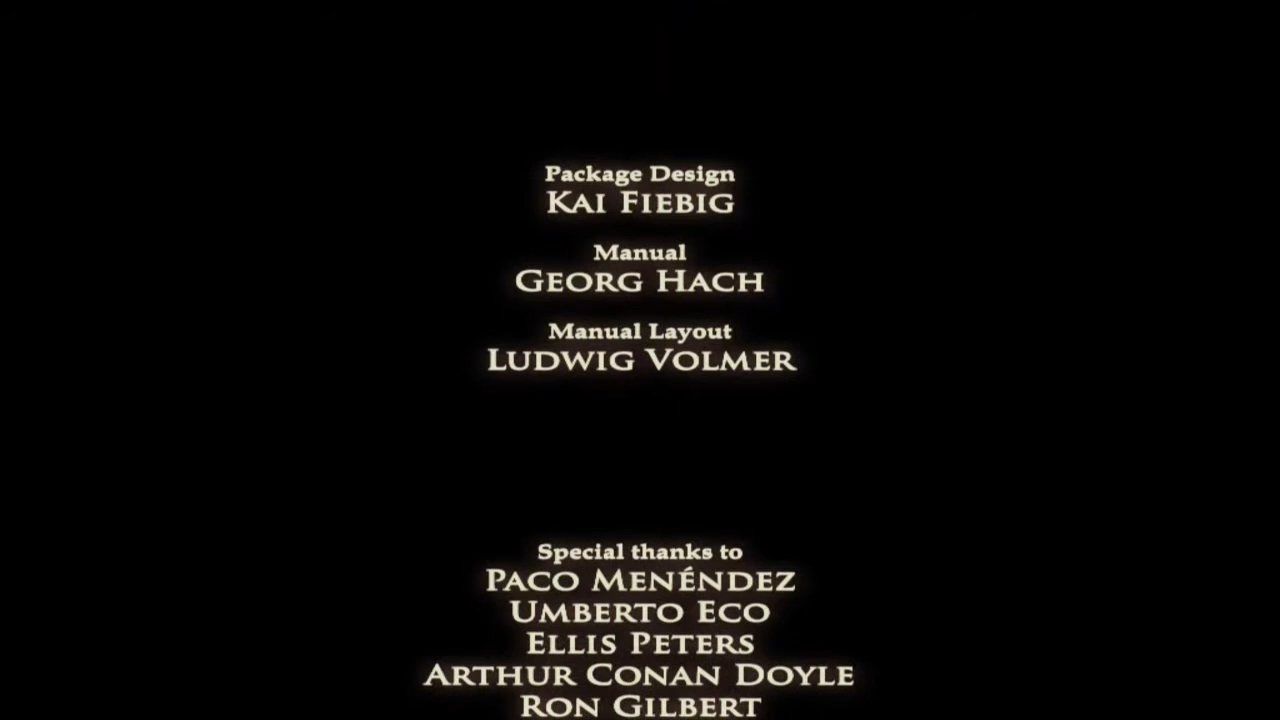 Package Design
KAI FIEBIG
Manual
GEORG HACH
Manual Layout
LUDWIG VOLMER
Special thanks to
PACO MENÉNDEZ
UMBERTO ECO
ELLIS PETERS
ARTHUR CONAN DOYLE
RON GILBERT